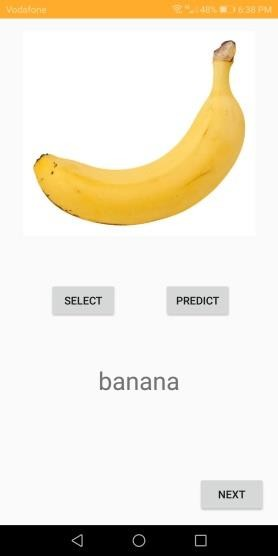 Vodafone 48% 6:38 PM
SELECT PREDICT
banana
NEXT